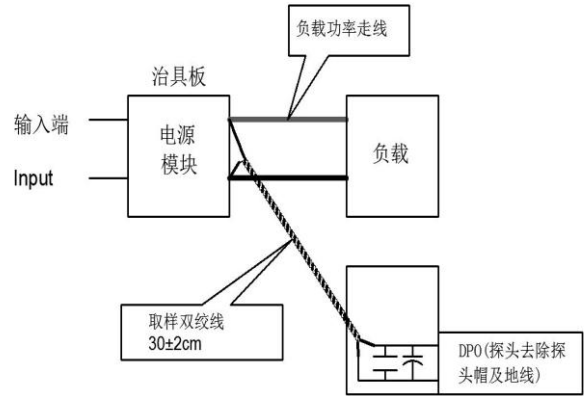 负载功率走线
治具板
输入端
Input
电源
模块
负载
取样双绞线
30±2cm
DPO(探头去除探
头帽及地线)